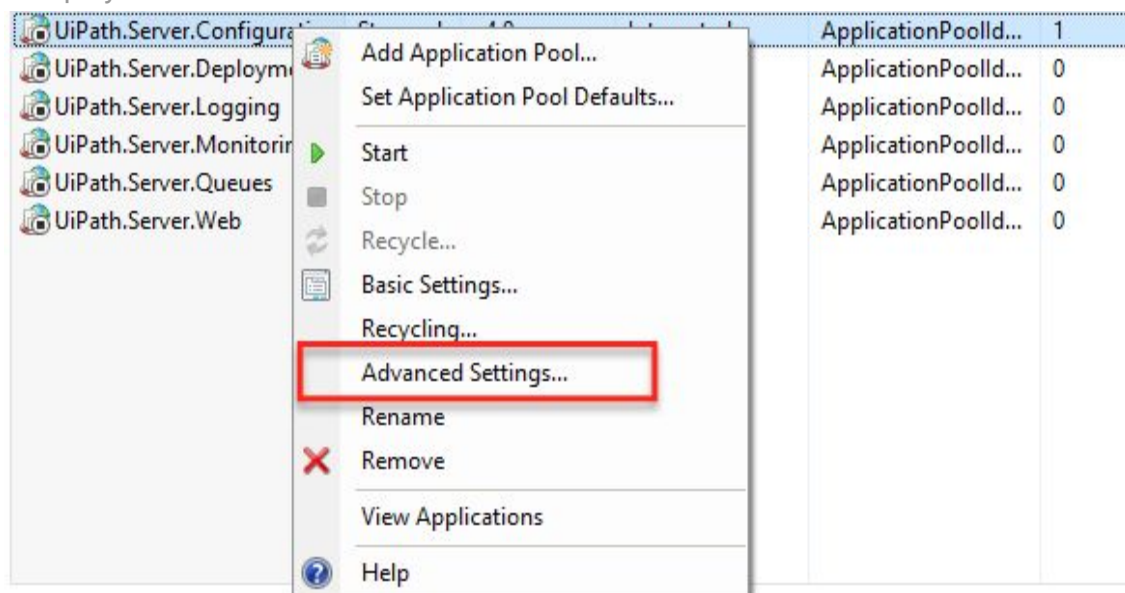 UiPath.Server.Configura
ApplicationPoolId... 1
Add Application Pool...
UiPath.Server.Deployme
ApplicationPoolId... 0
Set Application Pool Defaults...
UiPath.Server.Logging
ApplicationPoolId... 0
UiPath.Server.Monitorin
Start
ApplicationPoolId... 0
UiPath.Server.Queues
Stop
ApplicationPoolId... 0
UiPath.Server.Web
ApplicationPoolId... 0
Recycle...
Basic Settings...
Recycling...
Advanced Settings...
Rename
Remove
View Applications
Help